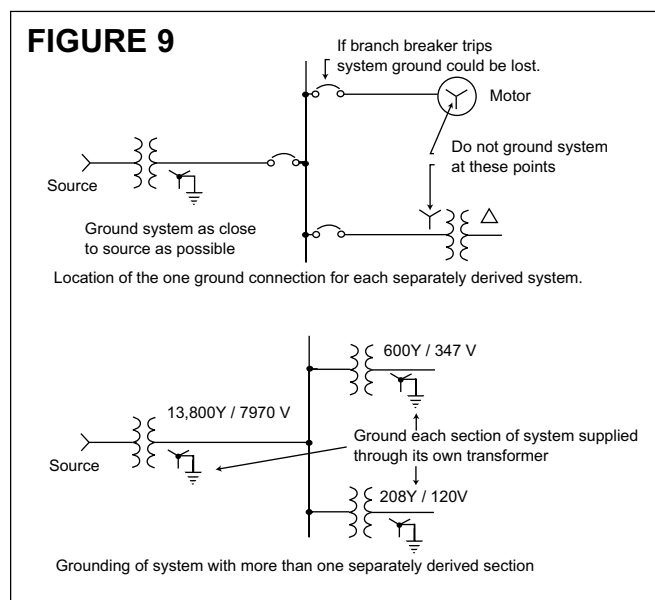 FIGURE 9
If branch breaker trips
system ground could be lost.
Motor
Do not ground system
at these points
Source
Ground system as close
to source as possible
Location of the one ground connection for each separately derived system.
600Y / 347 V
13,800Y / 7970 V
Ground each section of system supplied
through its own transformer
Source
208Y / 120V
Grounding of system with more than one separately derived section